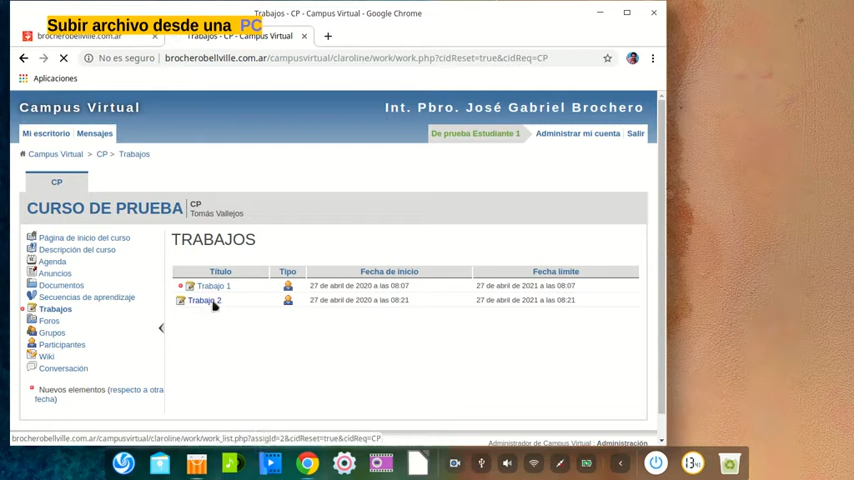 Subir archivo desde una PC
Trabajos - CP - Campus Virtual - Google Chrome
brocherobellville.com.ar
Trabajos - CP - Campus Virtual
No es seguro | brocherobellville.com.ar/campusvirtual/claroline/work/work.php?cidReset=true&cidReq=CP
Aplicaciones
Campus Virtual
Int. Pbro. José Gabriel Brochero
Mi escritorio Mensajes
De prueba Estudiante 1 Administrar mi cuenta Salir
Campus Virtual > CP > Trabajos
CP
CURSO DE PRUEBA
CP
Tomás Vallejos
Página de inicio del curso
Descripción del curso
Agenda
Anuncios
Documentos
Secuencias de aprendizaje
Trabajos
Foros
Grupos
Participantes
Wiki
Conversación
Nuevos elementos (respecto a otra
fecha)
TRABAJOS
Título Tipo Fecha de inicio Fecha límite
Trabajo 1 27 de abril de 2020 a las 08:07 27 de abril de 2021 a las 08:07
Trabajo 2 27 de abril de 2020 a las 08:21 27 de abril de 2021 a las 08:21
brocherobellville.com.ar/campusvirtual/claroline/work/work_list.php?assigId=2&cidReset=true&cidReq=CP
Administrador de Campus Virtual Administración